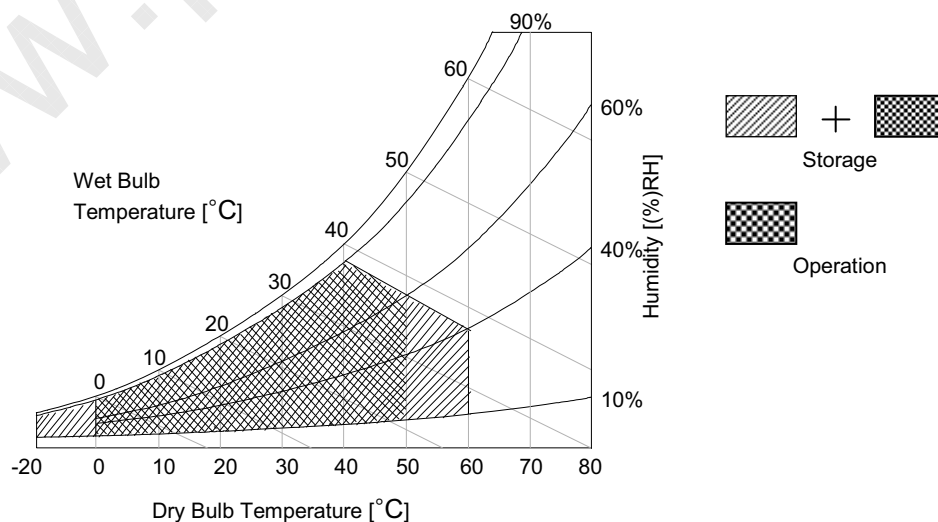 w.
90%
60
60%
50
Wet Bulb
Temperature [°C]
40
40%
30
20
10
0
10%
Humidity [(%)RH]
-20 0 10 20 30 40 50 60 70 80
Dry Bulb Temperature [°C]
+
Storage
Operation